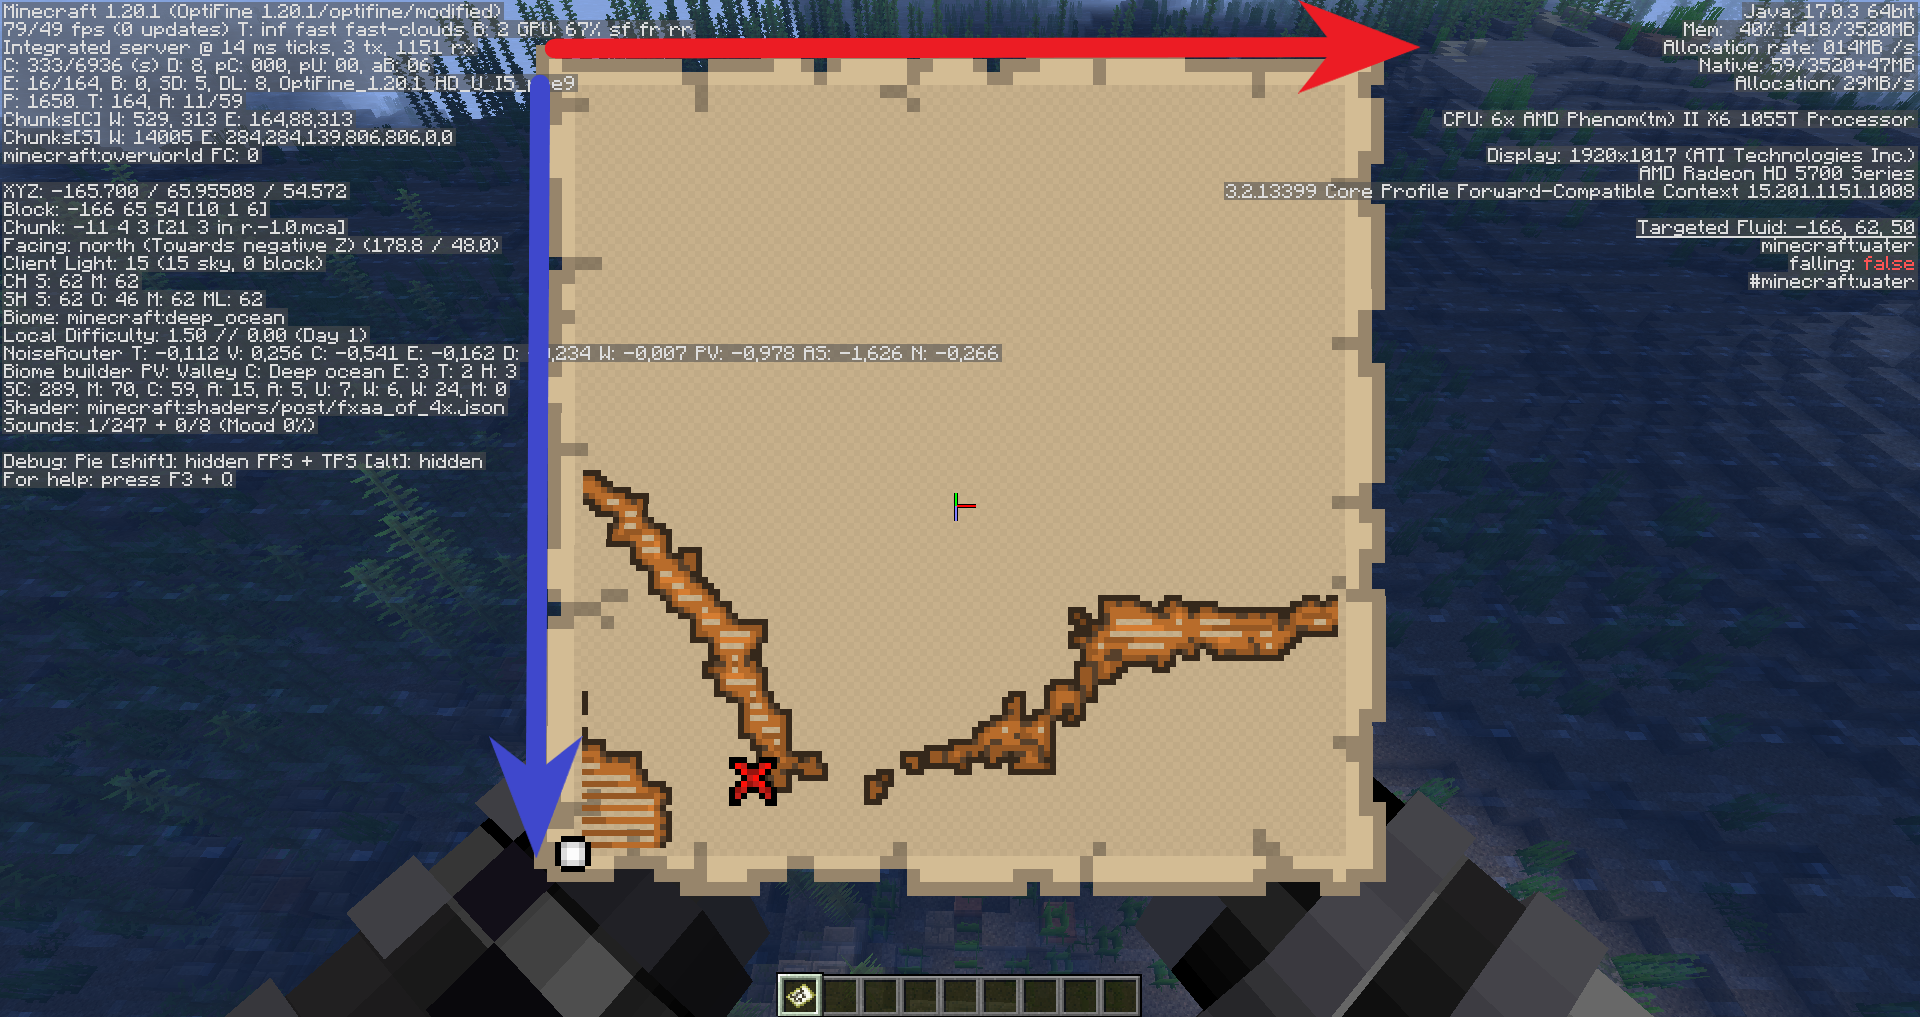 Minecraft 1.20.1 (OptiFine 1.20.1/optifine/modified)
79/49 fps (0 updates) T: inf fast fast-clouds B: 2 GPU: 67% sf fr rr
Integrated server @ 14 ms ticks, 3 tx, 1151 rx
C: 333/6936 (s) D: 8, pC: 000, pU: 00, aB: 06
E: 16/164, B: 0, SD: 5, DL: 8, OptiFine_1.20.1_HD_U_I5_ e9
P: 1650. T: 164, A: 11/59
Chunks[C] W: 529, 313 E: 164,88,313
Chunks[S] W: 14005 E: 284,284,139,806,806,0,0
minecraft:overworld FC: 0
XYZ: -165.700 / 65.95508 / 54.572
Block: -166 65 54 [10 1 6]
Chunk: -11 4 3 [21 3 in r.-1.0.mca]
Facing: north (Towards negative Z) (178.8 / 48.0)
Client Light: 15 (15 sky, 0 block)
CH S: 62 M: 62
SH S: 62 O: 46 M: 62 ML: 62
Biome: minecraft:deep_ocean
Local Difficulty: 1.50 // 0.00 (Day 1)
NoiseRouter T: -0,112 V: 0,256 C: -0,541 E: -0,162 D: ,234 W: -0,007 PV: -0,978 AS: -1,626 N: -0,266
Biome builder PV: Valley C: Deep ocean E: 3 T: 2 H: 3
SC: 289, M: 70, C: 59, A: 15, A: 5, U: 7, W: 6, W: 24, M: 0
Shader: minecraft:shaders/post/fxaa_of_4x.json
Sounds: 1/247 + 0/8 (Mood 0%)
Debug: Pie [shift]: hidden FPS + TPS [alt]: hidden
For help: press F3 + Q
Java: 17.0.3 64bit
Mem: 40% 1418/3520MB
Allocation rate: 014MB /s
Native: 59/3520+47MB
Allocation: 29MB/s
CPU: 6x AMD Phenom(tm) II X6 1055T Processor
Display: 1920x1017 (ATI Technologies Inc.)
AMD Radeon HD 5700 Series
3.2.13399 Core Profile Forward-Compatible Context 15.201.1151.1008
Targeted Fluid: -166, 62, 50
minecraft:water
falling: false
#minecraft:water